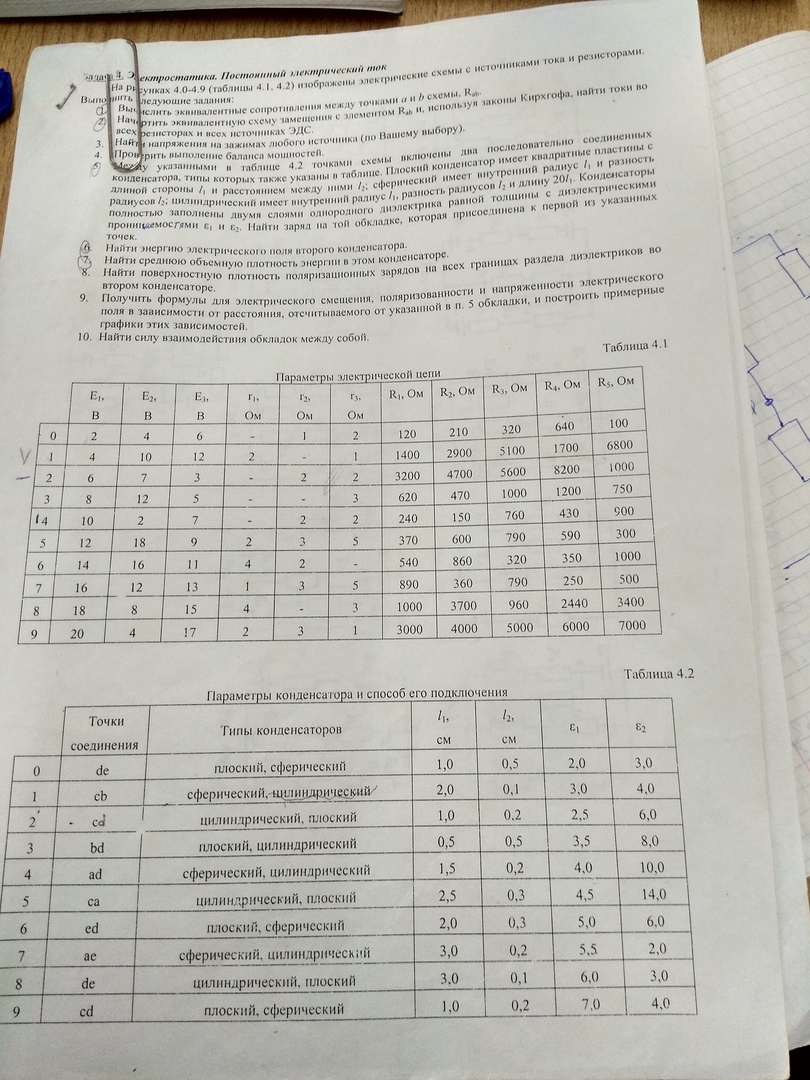 Задача 4. Электростатика. Постоянный электрический ток
На рисунках 4.0-4.9 (таблицы 4.1, 4.2) изображены электрические схемы с источниками тока и резисторами.
Выполнить следующие задания:
1. Вычислить эквивалентные сопротивления между точками a и b схемы, Rab.
2. Начертить эквивалентную схему замещения с элементом Rab и, используя законы Кирхгофа, найти токи во
всех резисторах и всех источниках ЭДС.
3. Найти напряжения на зажимах любого источника (по Вашему выбору).
4. Проверить выполение баланса мощностей.
5. Между указанными в таблице 4.2 точками схемы включены два последовательно соединенных
конденсатора, типы которых также указаны в таблице. Плоский конденсатор имеет квадратные пластины с
длиной стороны l₁ и расстоянием между ними l₂; сферический имеет внутренний радиус l₁ и разность
радиусов l₂; цилиндрический имеет внутренний радиус l₁, разность радиусов l₂ и длину 20l₁. Конденсаторы
полностью заполнены двумя слоями однородного диэлектрика равной толщины с диэлектрическими
проницаемостями ε₁ и ε₂. Найти заряд на той обкладке, которая присоединена к первой из указанных
точек.
6. Найти энергию электрического поля второго конденсатора.
7. Найти среднюю объемную плотность энергии в этом конденсаторе.
8. Найти поверхностную плотность поляризационных зарядов на всех границах раздела диэлектриков во
втором конденсаторе.
9. Получить формулы для электрического смещения, поляризованности и напряженности электрического
поля в зависимости от расстояния, отсчитываемого от указанной в п. 5 обкладки, и построить примерные
графики этих зависимостей.
10. Найти силу взаимодействия обкладок между собой.
Таблица 4.1
Параметры электрической цепи
E₁, В E₂, В E₃, В r₁, Ом r₂, Ом r₃, Ом R₁, Ом R₂, Ом R₃, Ом R₄, Ом R₅, Ом
0 2 4 6 - 1 2 120 210 320 640 100
1 4 10 12 2 - 1 1400 2900 5100 1700 6800
2 6 7 3 - 2 2 3200 4700 5600 8200 1000
3 8 12 5 - - 3 620 470 1000 1200 750
4 10 2 7 - 2 2 240 150 760 430 900
5 12 18 9 2 3 5 370 600 790 590 300
6 14 16 11 4 2 - 540 860 320 350 1000
7 16 12 13 1 3 5 890 360 790 250 500
8 18 8 15 4 - 3 1000 3700 960 2440 3400
9 20 4 17 2 3 1 3000 4000 5000 6000 7000
Таблица 4.2
Параметры конденсатора и способ его подключения
Точки соединения Типы конденсаторов l₁, см l₂, см ε₁ ε₂
0 de плоский, сферический 1,0 0,5 2,0 3,0
1 cb сферический, цилиндрический 2,0 0,1 3,0 4,0
2 cd цилиндрический, плоский 1,0 0,2 2,5 6,0
3 bd плоский, цилиндрический 0,5 0,5 3,5 8,0
4 ad сферический, цилиндрический 1,5 0,2 4,0 10,0
5 ca цилиндрический, плоский 2,5 0,3 4,5 14,0
6 ed плоский, сферический 2,0 0,3 5,0 6,0
7 ae сферический, цилиндрический 3,0 0,2 5,5 2,0
8 de цилиндрический, плоский 3,0 0,1 6,0 3,0
9 cd плоский, сферический 1,0 0,2 7,0 4,0